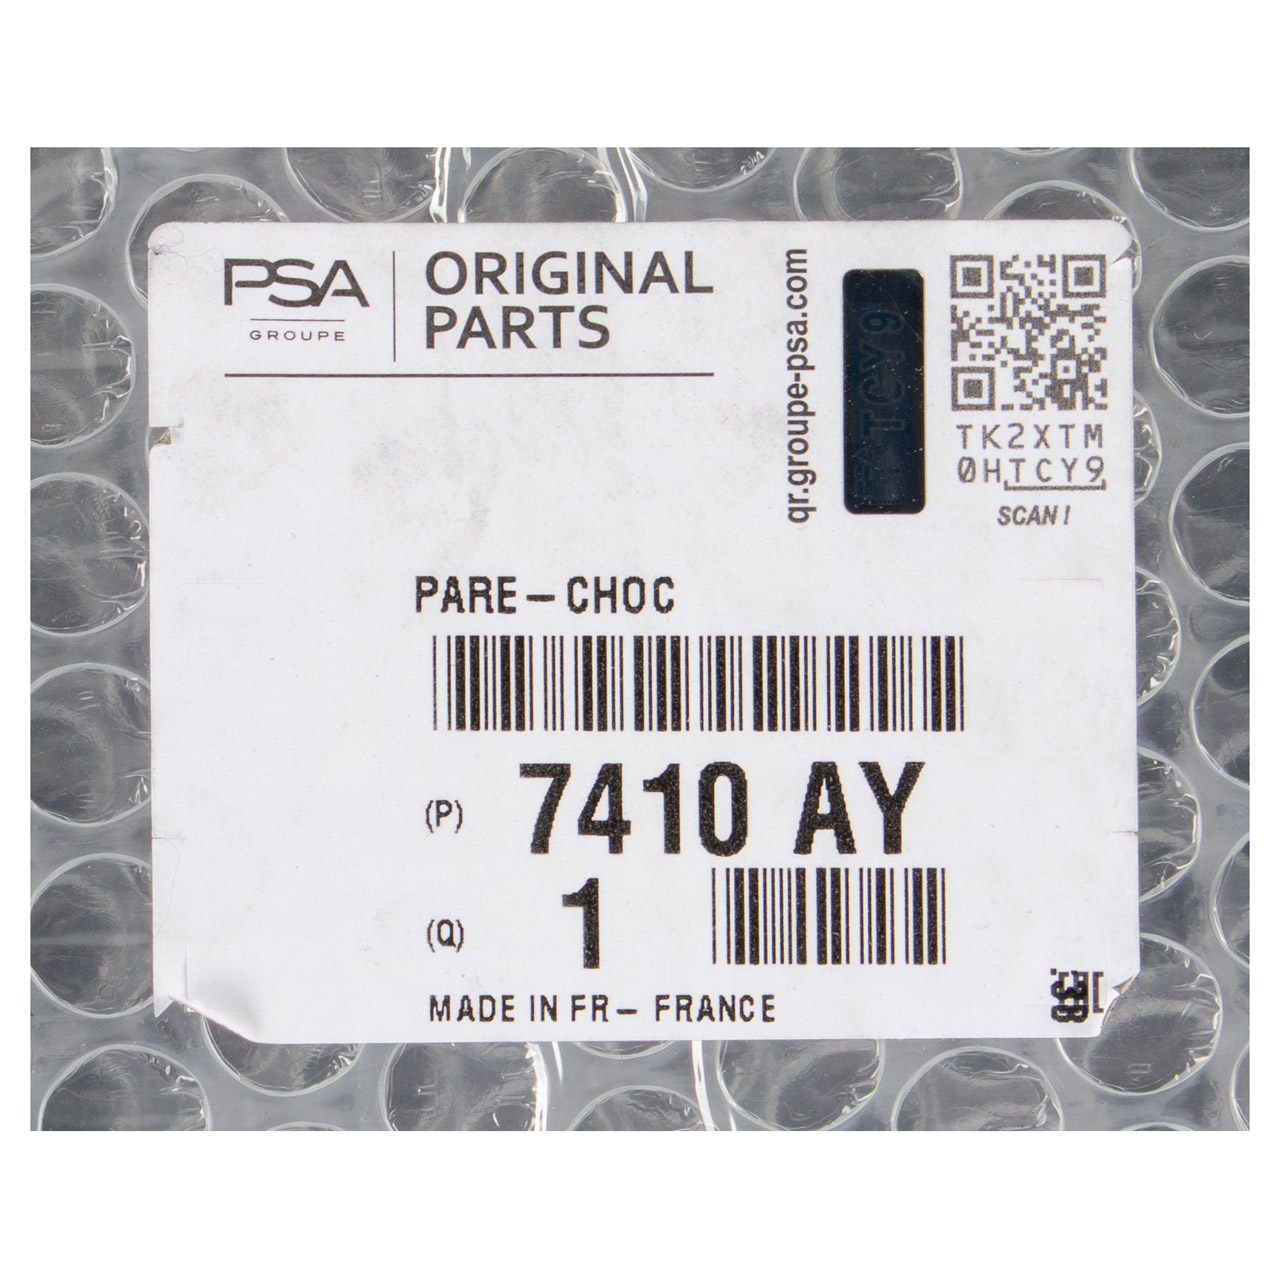 PSA
GROUPE
ORIGINAL
PARTS
qr.groupe-psa.com
TCY9
TK2XTM
0HTCY9
SCAN !
PARE-CHOC
(P) 7410 AY
(Q) 1
MADE IN FR- FRANCE